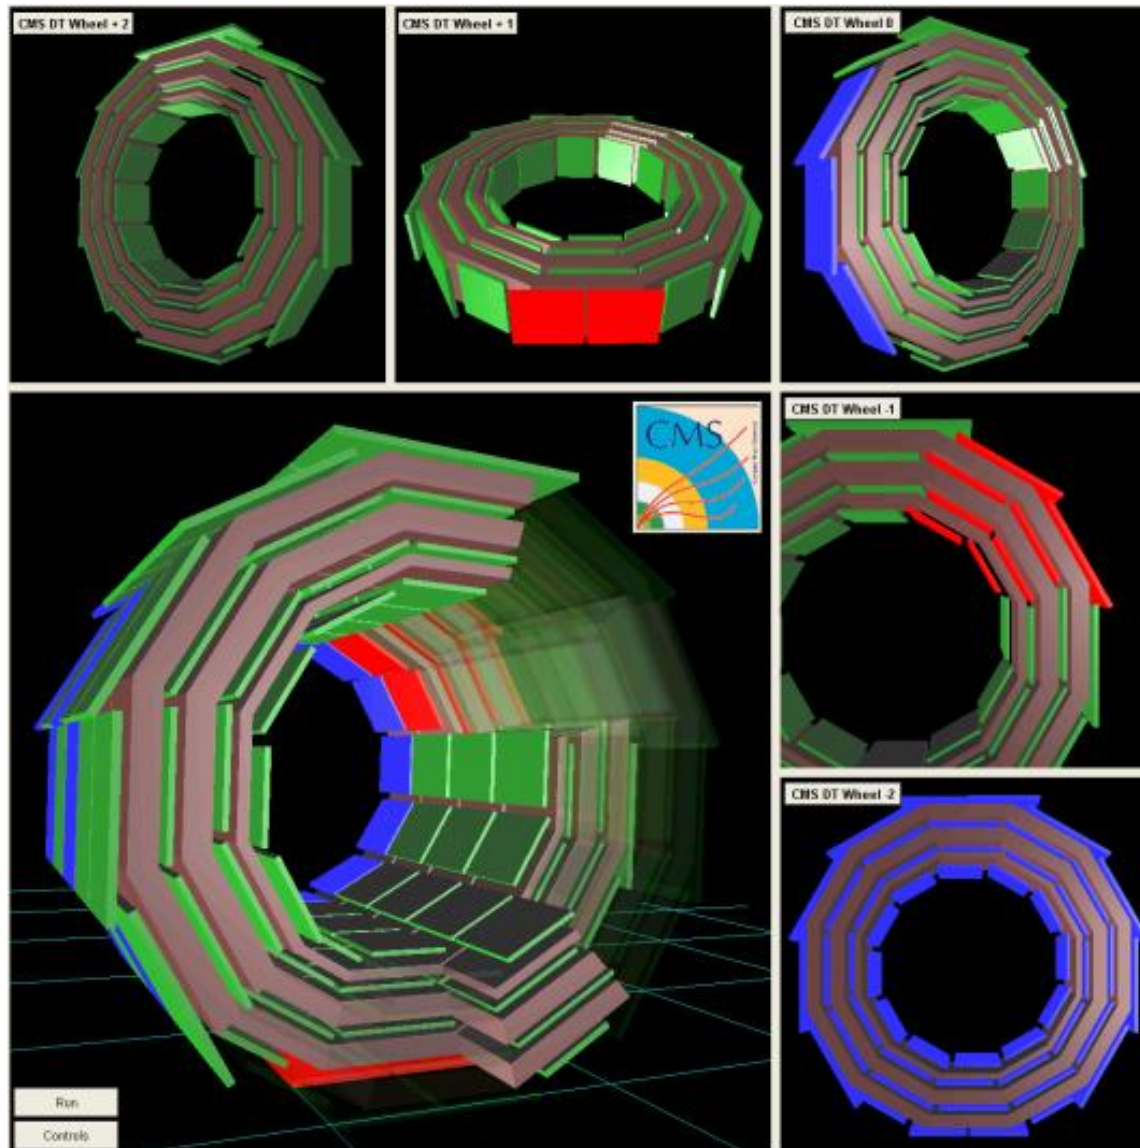 CMS DT Wheel + 2
CMS DT Wheel + 1
CMS DT Wheel 0
CMS
CMS DT Wheel -1
CMS DT Wheel -2
Run
Controls